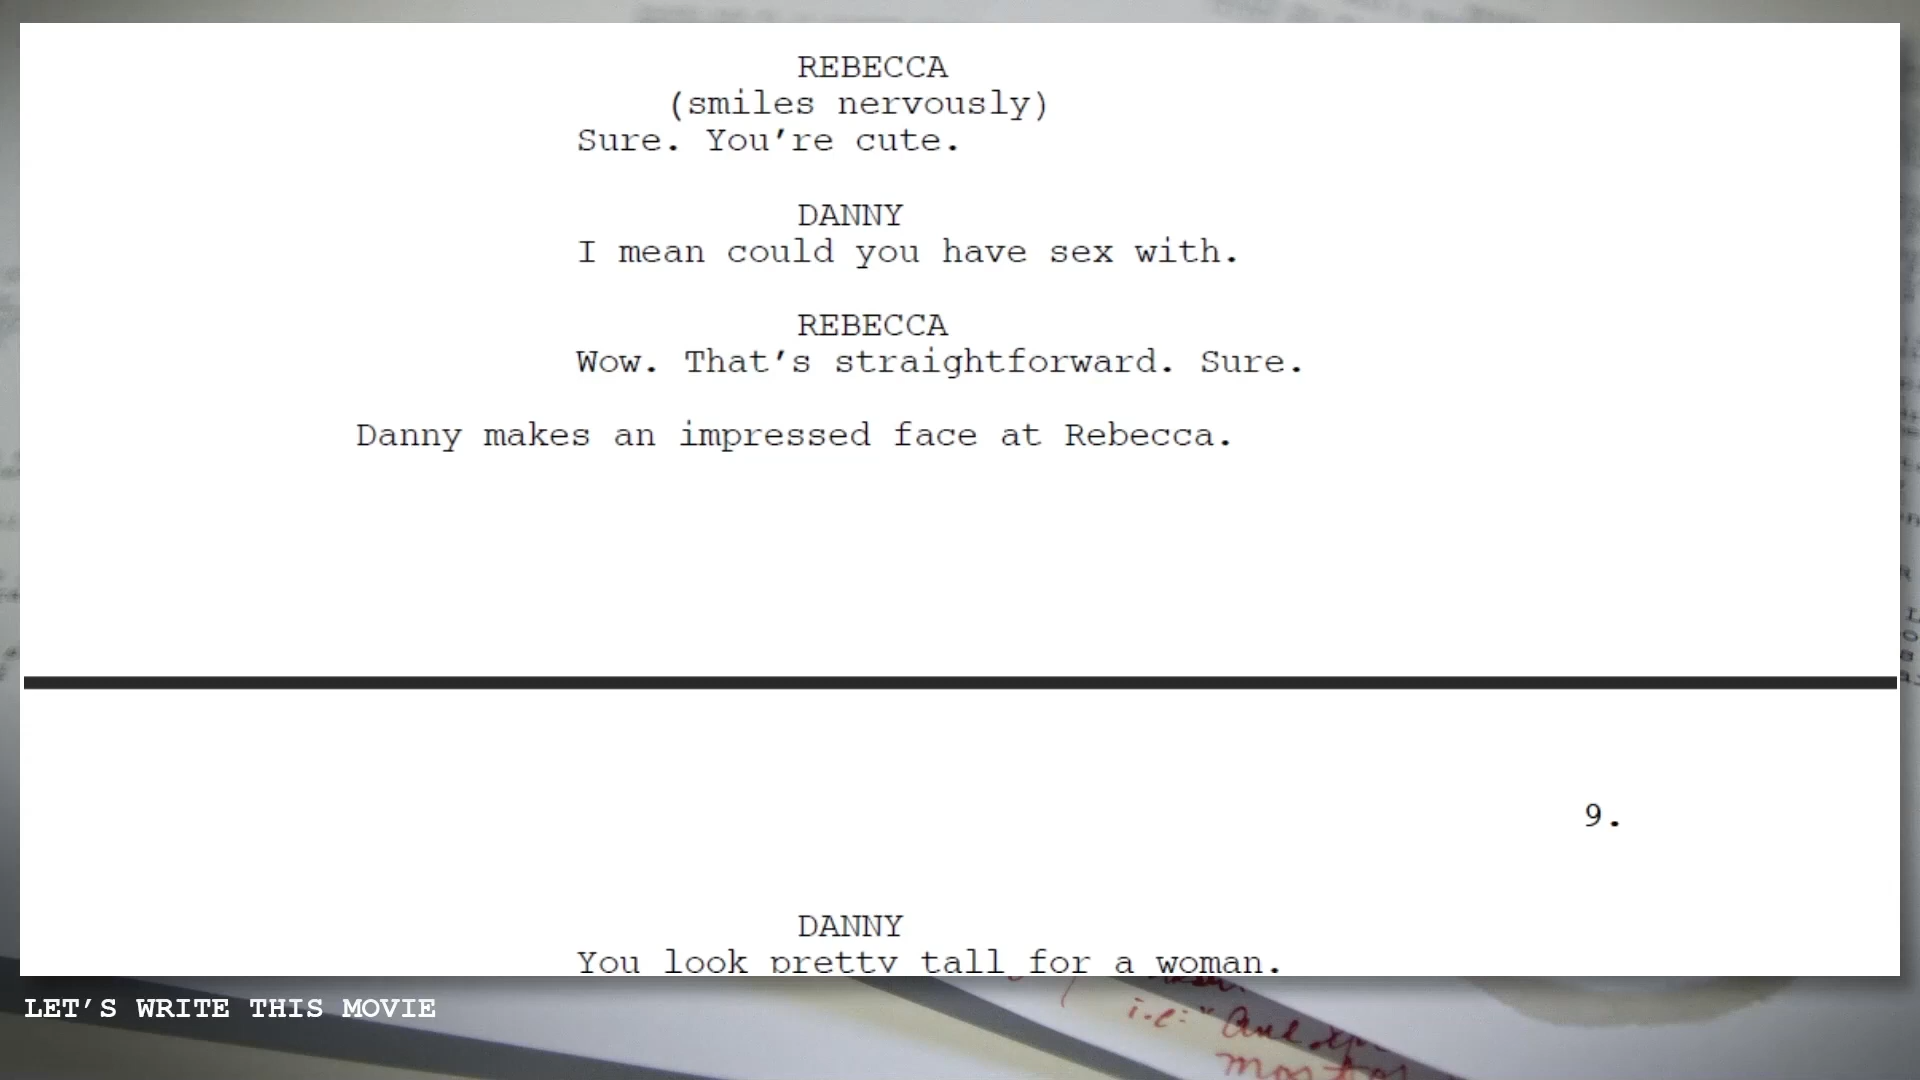 REBECCA
(smiles nervously)
Sure. You're cute.
DANNY
I mean could you have sex with.
REBECCA
Wow. That's straightforward. Sure.
Danny makes an impressed face at Rebecca.
9.
DANNY
You look pretty tall for a woman.
LET'S WRITE THIS MOVIE
i.e: